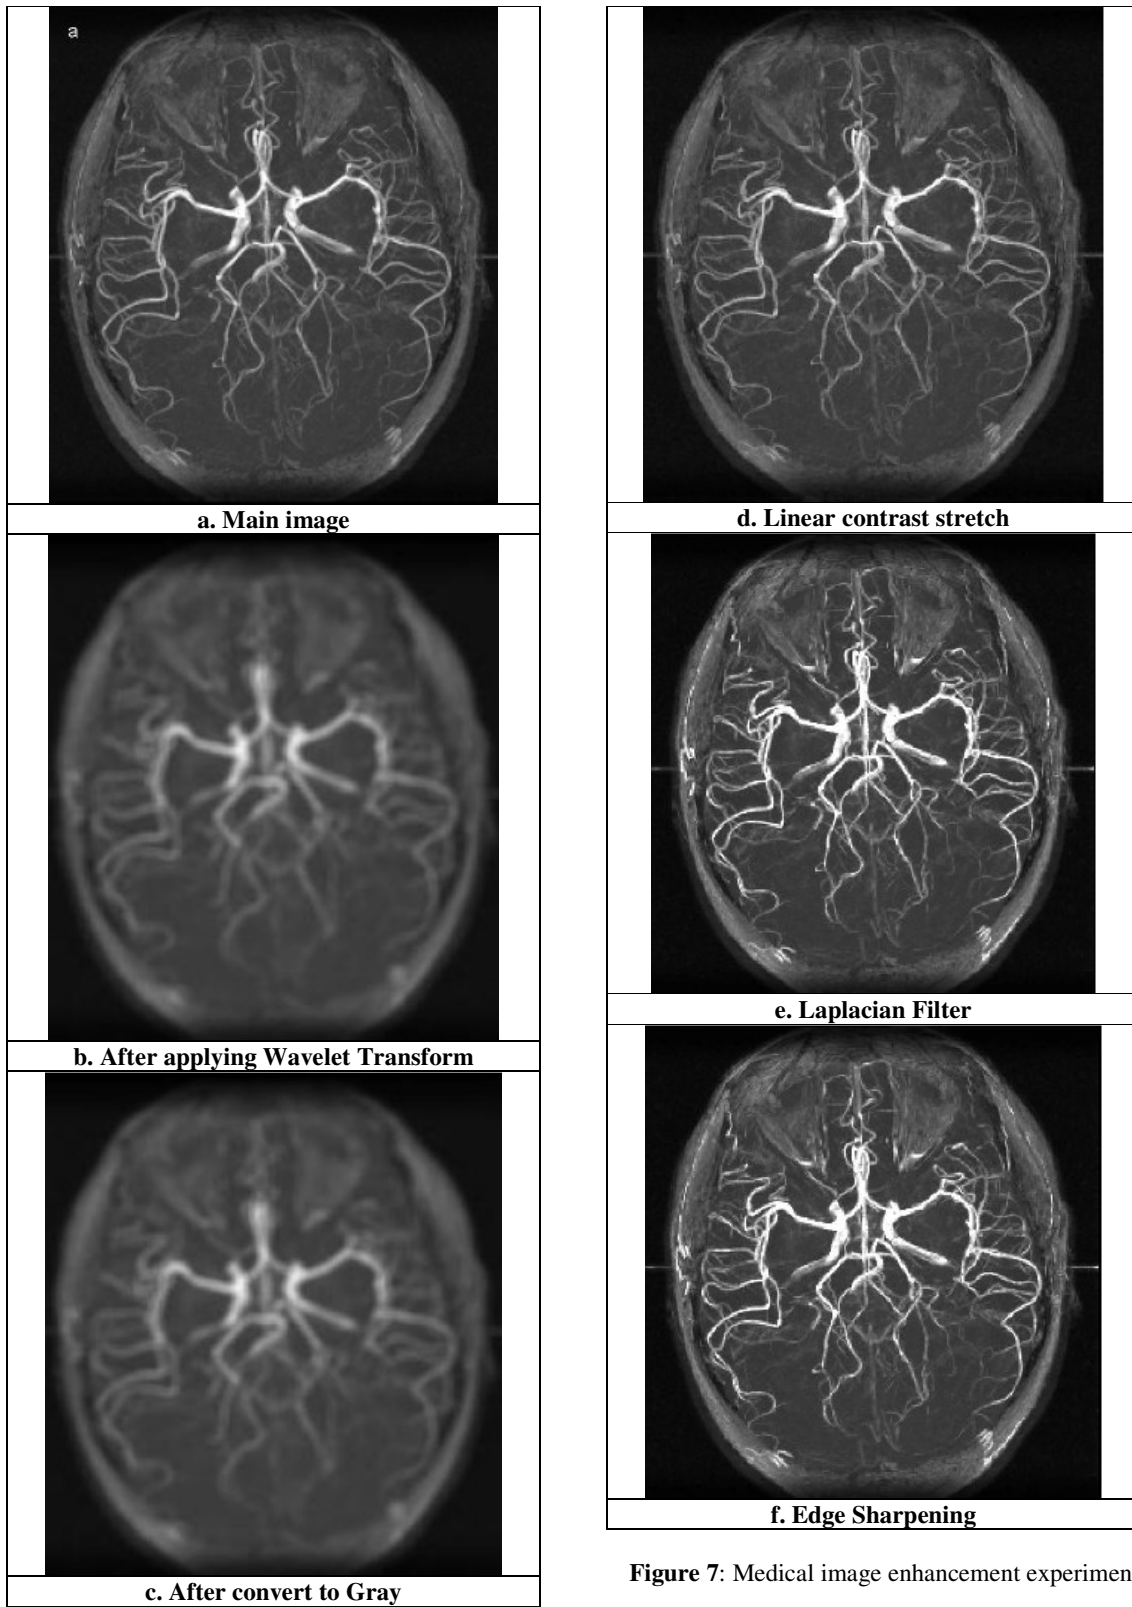 a
a. Main image
b. After applying Wavelet Transform
c. After convert to Gray
d. Linear contrast stretch
e. Laplacian Filter
f. Edge Sharpening
Figure 7: Medical image enhancement experimen